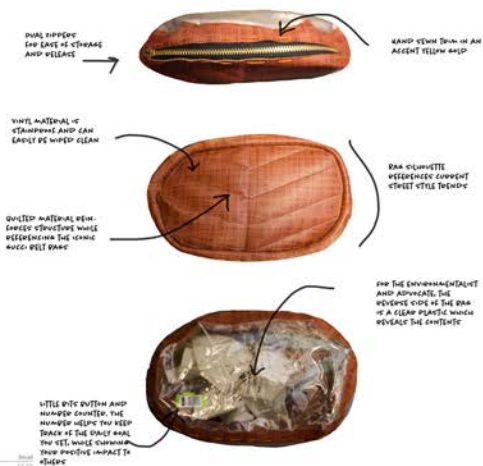 DUAL ZIPPERS
FOR EASE OF STORAGE
AND RELEASE
HAND SEWN TRIM IN AN
ACCENT YELLOW GOLD
VINYL MATERIAL IS
STAINPROOF AND CAN
EASILY BE WIPED CLEAN
BAG SILHOUETTE
REFERENCES CURRENT
STREET STYLE TRENDS
QUILTED MATERIAL REIN-
FORCES STRUCTURE WHILE
REFERENCING THE ICONIC
GUCCI BELT BAGS
FOR THE ENVIRONMENTALIST
AND ADVOCATE, THE
REVERSE SIDE OF THE BAG
IS A CLEAR PLASTIC WHICH
REVEALS THE CONTENTS
LITTLE BITS BUTTON AND
NUMBER COUNTER. THE
NUMBER HELPS YOU KEEP
TRACK OF THE DAILY GOAL
YOU SET, WHILE SHOWING
YOUR POSITIVE IMPACT TO
OTHERS